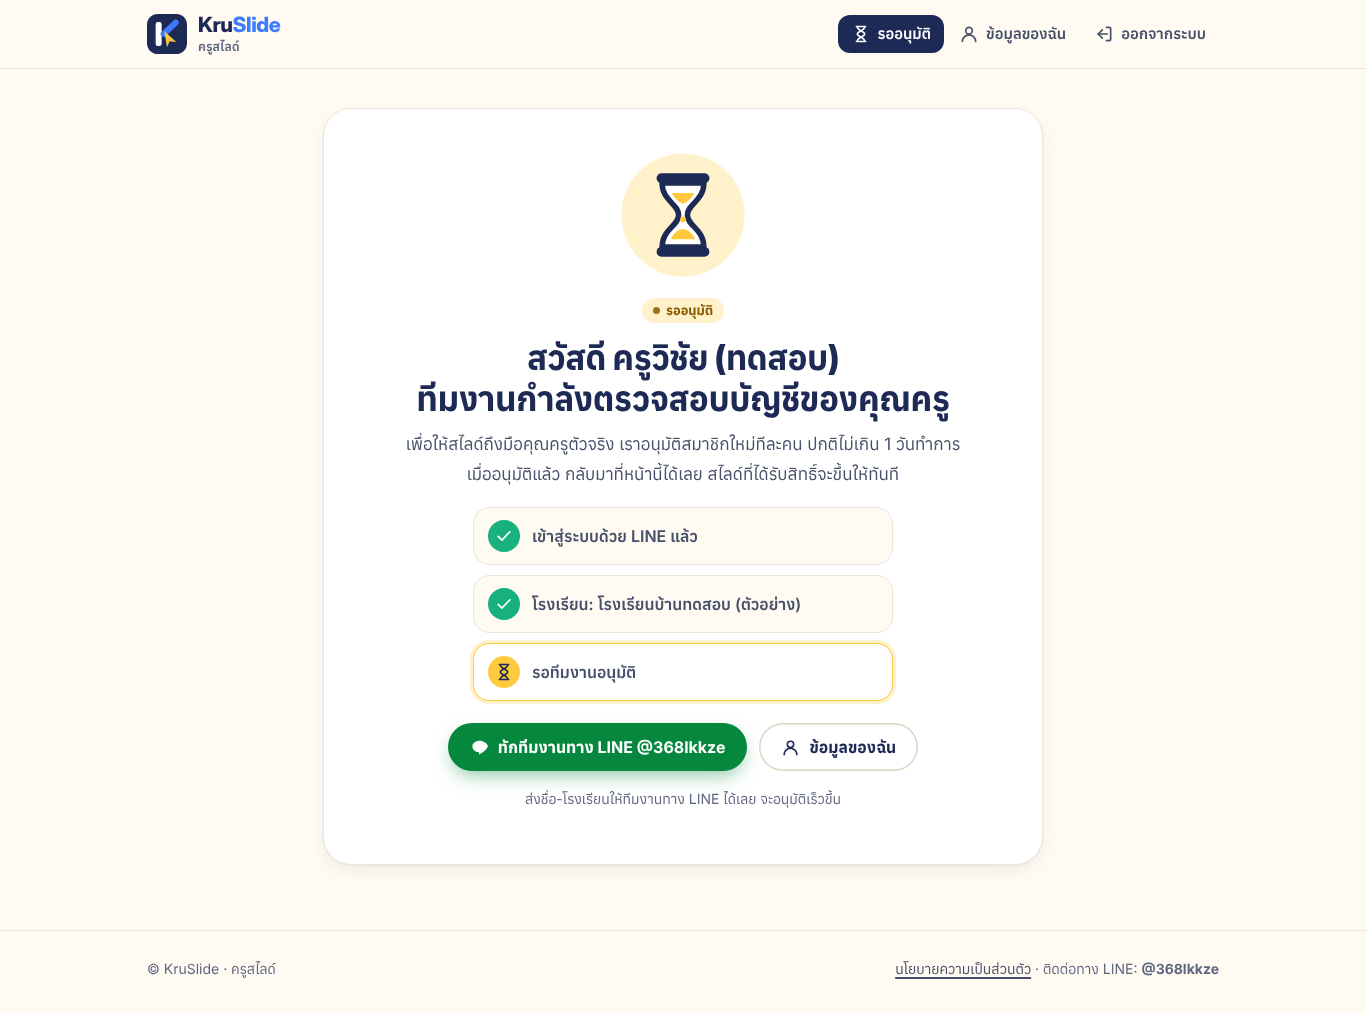 KruSlide
ครูสไลด์
รออนุมัติ
ข้อมูลของฉัน
ออกจากระบบ
รออนุมัติ
สวัสดี ครูวิชัย (ทดสอบ)
ทีมงานกำลังตรวจสอบบัญชีของคุณครู
เพื่อให้สไลด์ถึงมือคุณครูตัวจริง เราอนุมัติสมาชิกใหม่ทีละคน ปกติไม่เกิน 1 วันทำการ
เมื่ออนุมัติแล้ว กลับมาที่หน้านี้ได้เลย สไลด์ที่ได้รับสิทธิ์จะขึ้นให้ทันที
เข้าสู่ระบบด้วย LINE แล้ว
โรงเรียน: โรงเรียนบ้านทดสอบ (ตัวอย่าง)
รอทีมงานอนุมัติ
ทักทีมงานทาง LINE @368lkkze
ข้อมูลของฉัน
ส่งชื่อ-โรงเรียนให้ทีมงานทาง LINE ได้เลย จะอนุมัติเร็วขึ้น
© KruSlide · ครูสไลด์
นโยบายความเป็นส่วนตัว · ติดต่อทาง LINE: @368lkkze